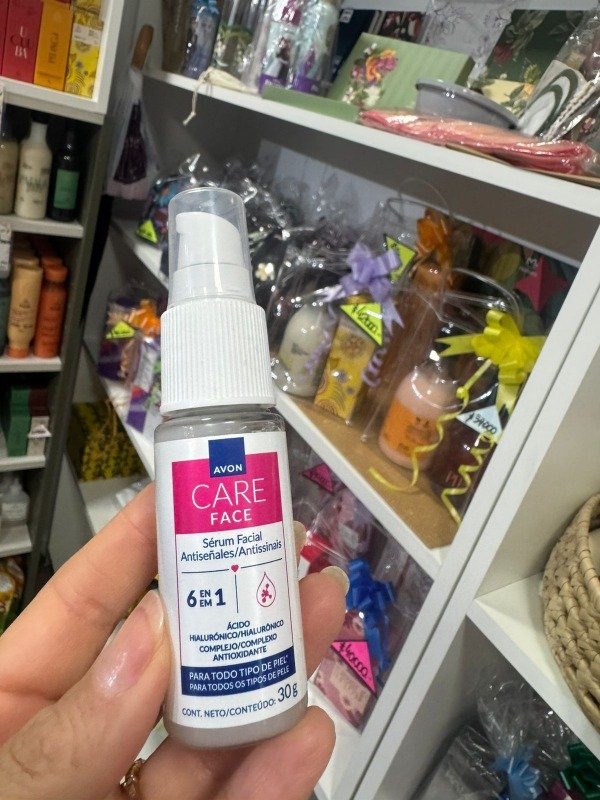 AVON
CARE
FACE
Sérum Facial
Antiseñales/Antissinais
6 EN
EM 1
ÁCIDO
HIALURÓNICO/HIALURÔNICO
COMPLEJO/COMPLEXO
ANTIOXIDANTE
PARA TODO TIPO DE PIEL*
PARA TODOS OS TIPOS DE PELE
CONT. NETO/CONTEÚDO: 30 g